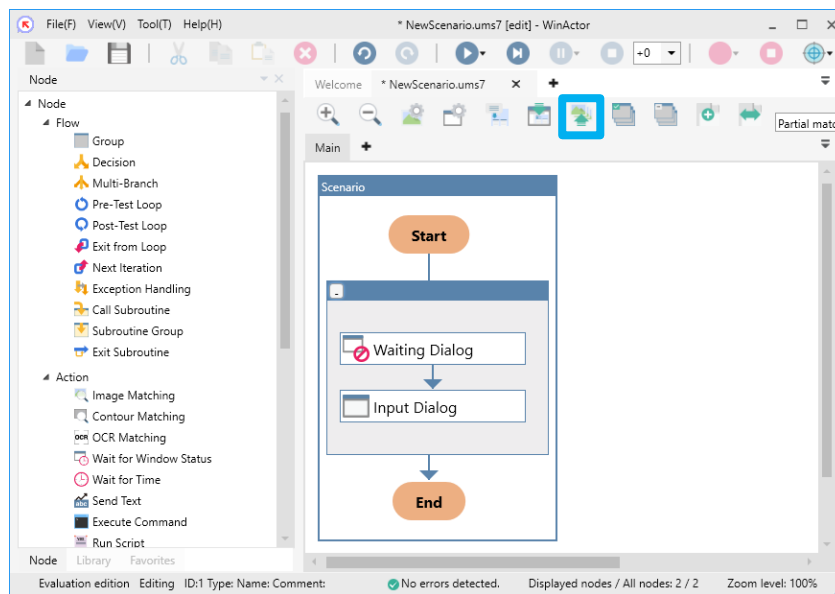 File(F) View(V) Tool(T) Help(H) * NewScenario.ums7 [edit] - WinActor
+0
Node
Welcome * NewScenario.ums7
Node
Flow
Group
Decision
Multi-Branch
Pre-Test Loop
Post-Test Loop
Exit from Loop
Next Iteration
Exception Handling
Call Subroutine
Subroutine Group
Exit Subroutine
Action
Image Matching
Contour Matching
OCR OCR Matching
Wait for Window Status
Wait for Time
abc Send Text
Execute Command
Run Script
Node Library Favorites
Partial matc
Main
Scenario
Start
-
Waiting Dialog
Input Dialog
End
Evaluation edition Editing ID:1 Type: Name: Comment: No errors detected. Displayed nodes / All nodes: 2 / 2 Zoom level: 100%